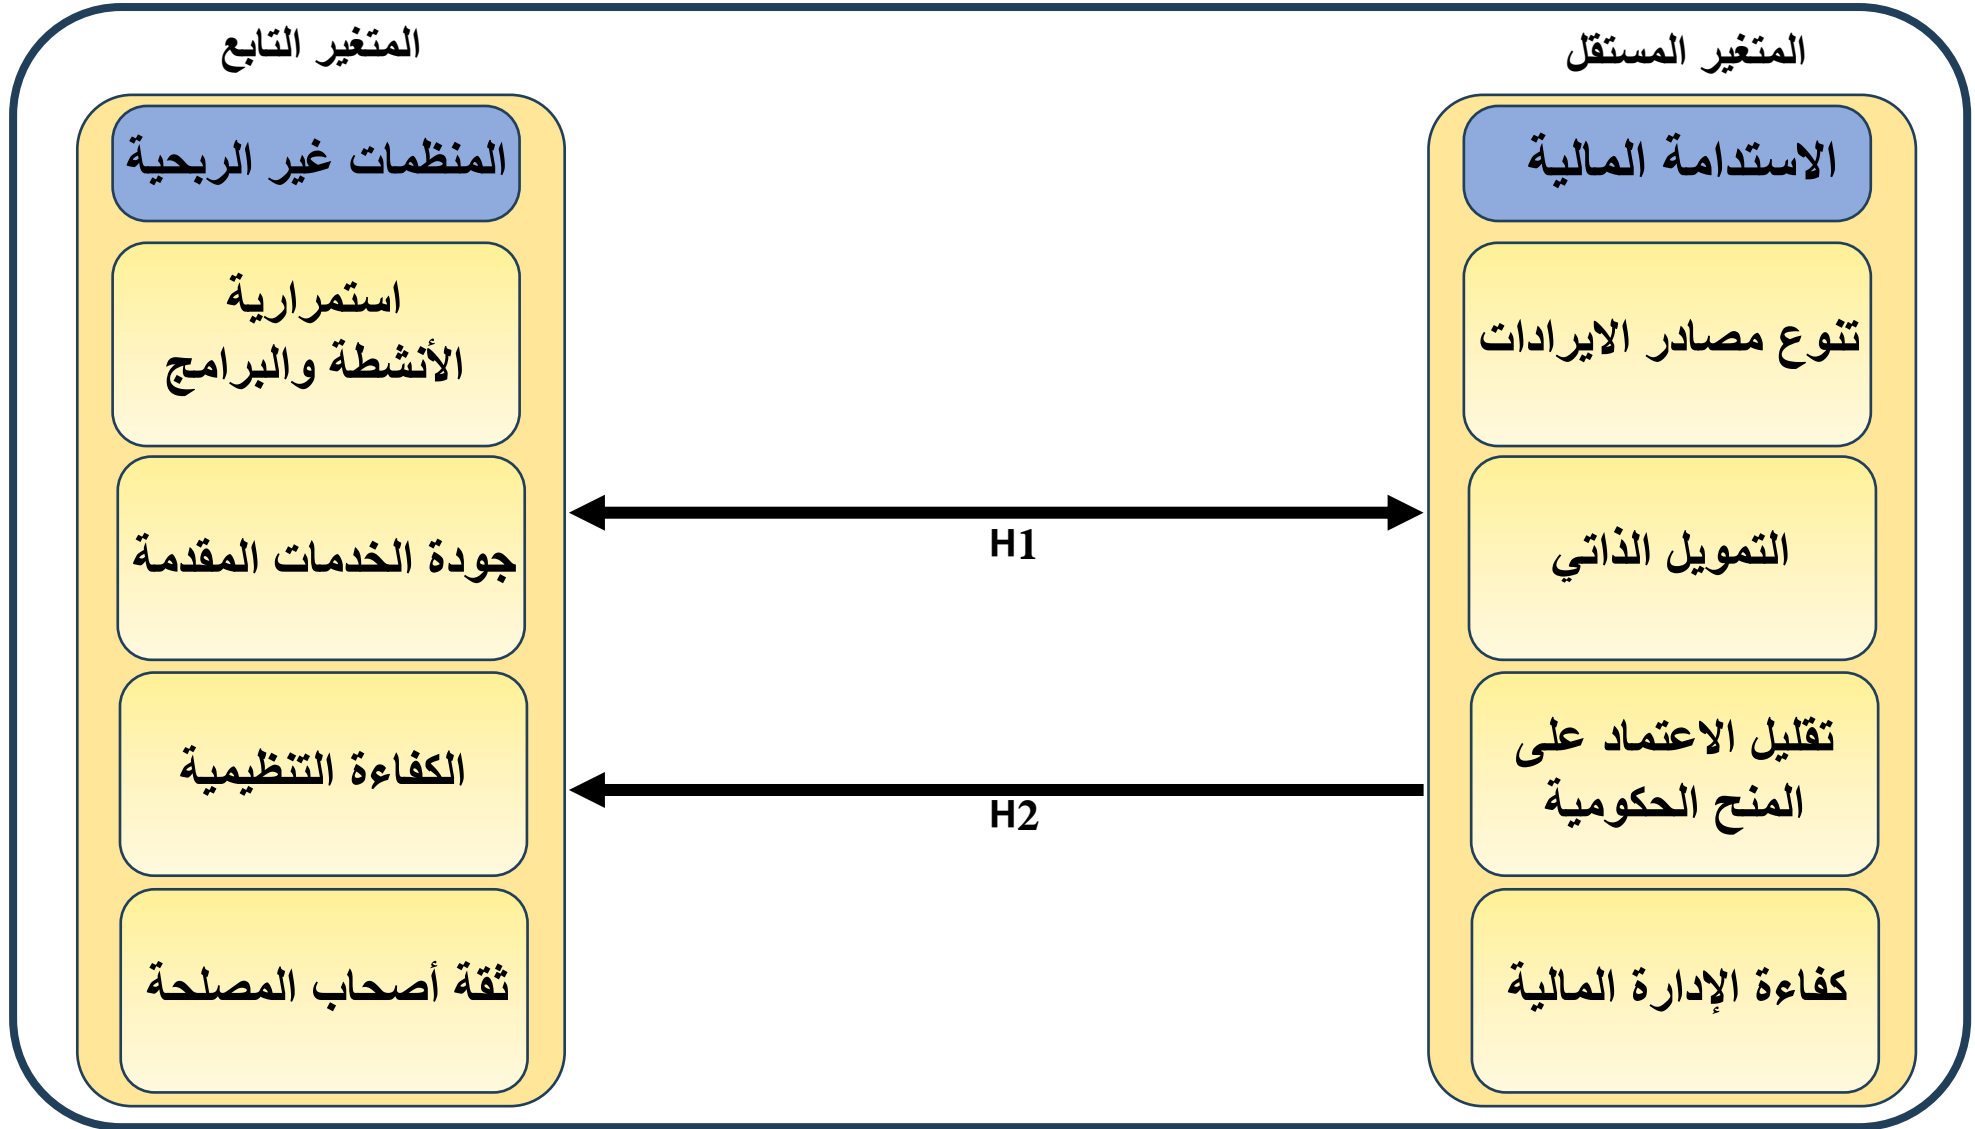 المتغير المستقل
الاستدامة المالية
تنوع مصادر الايرادات
التمويل الذاتي
تقليل الاعتماد على
المنح الحكومية
كفاءة الإدارة المالية
H1
H2
المتغير التابع
المنظمات غير الربحية
استمرارية
الأنشطة والبرامج
جودة الخدمات المقدمة
الكفاءة التنظيمية
ثقة أصحاب المصلحة